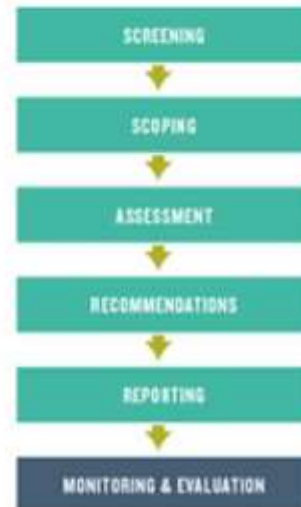 SCREENING
SCOPING
ASSESSMENT
RECOMMENDATIONS
REPORTING
MONITORING & EVALUATION